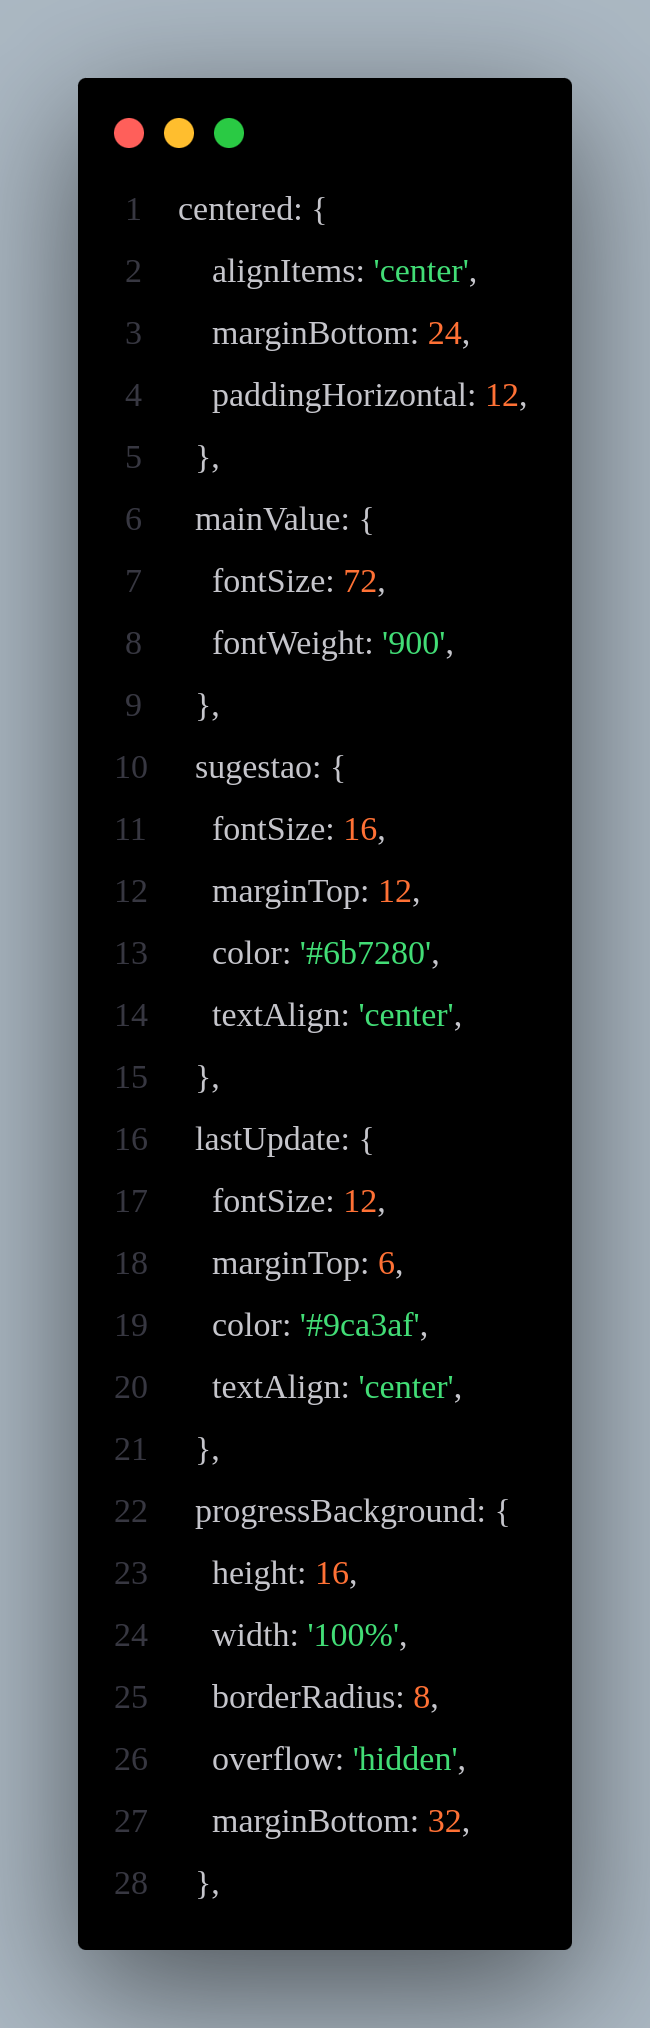 1 centered: {
2 alignItems: 'center',
3 marginBottom: 24,
4 paddingHorizontal: 12,
5 },
6 mainValue: {
7 fontSize: 72,
8 fontWeight: '900',
9 },
10 sugestao: {
11 fontSize: 16,
12 marginTop: 12,
13 color: '#6b7280',
14 textAlign: 'center',
15 },
16 lastUpdate: {
17 fontSize: 12,
18 marginTop: 6,
19 color: '#9ca3af',
20 textAlign: 'center',
21 },
22 progressBackground: {
23 height: 16,
24 width: '100%',
25 borderRadius: 8,
26 overflow: 'hidden',
27 marginBottom: 32,
28 },